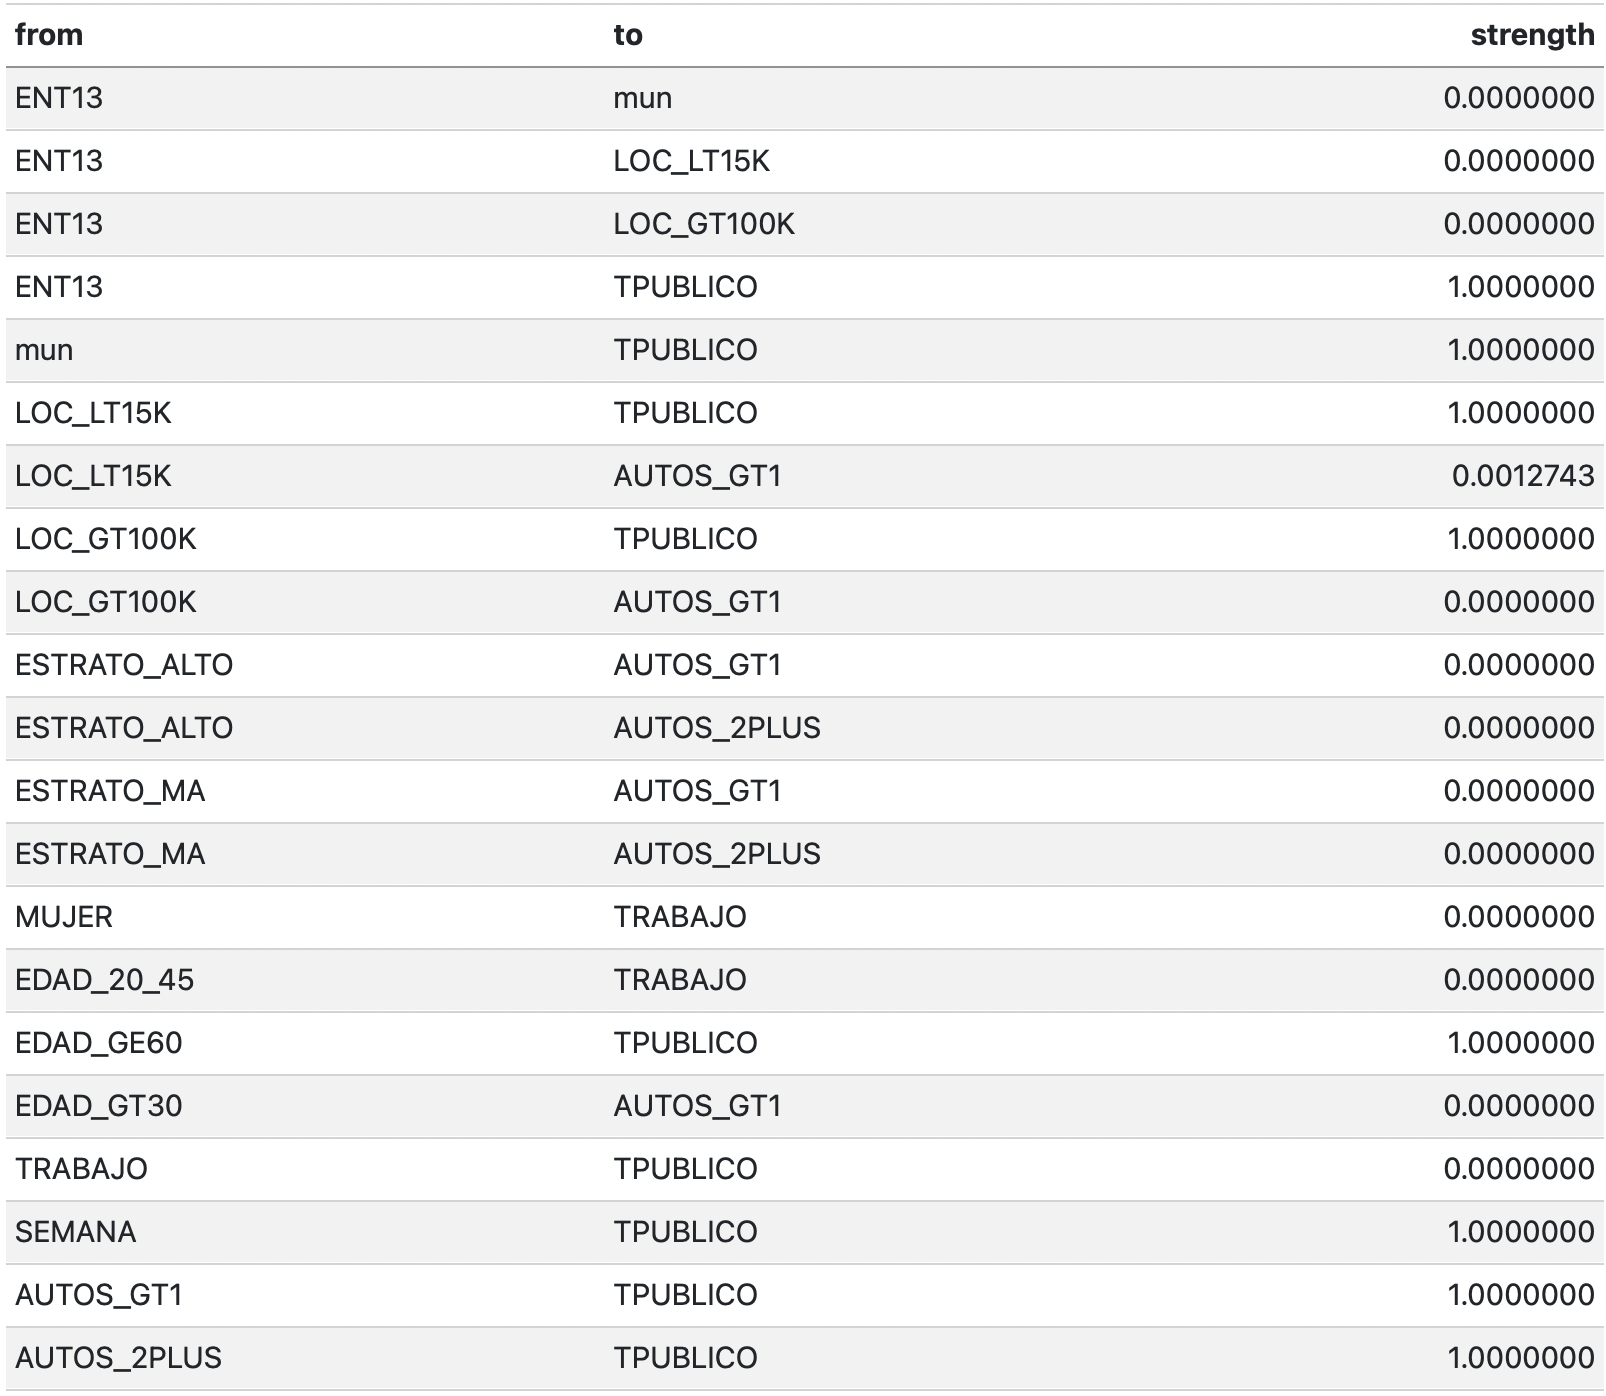 from to strength
ENT13 mun 0.0000000
ENT13 LOC_LT15K 0.0000000
ENT13 LOC_GT100K 0.0000000
ENT13 TPUBLICO 1.0000000
mun TPUBLICO 1.0000000
LOC_LT15K TPUBLICO 1.0000000
LOC_LT15K AUTOS_GT1 0.0012743
LOC_GT100K TPUBLICO 1.0000000
LOC_GT100K AUTOS_GT1 0.0000000
ESTRATO_ALTO AUTOS_GT1 0.0000000
ESTRATO_ALTO AUTOS_2PLUS 0.0000000
ESTRATO_MA AUTOS_GT1 0.0000000
ESTRATO_MA AUTOS_2PLUS 0.0000000
MUJER TRABAJO 0.0000000
EDAD_20_45 TRABAJO 0.0000000
EDAD_GE60 TPUBLICO 1.0000000
EDAD_GT30 AUTOS_GT1 0.0000000
TRABAJO TPUBLICO 0.0000000
SEMANA TPUBLICO 1.0000000
AUTOS_GT1 TPUBLICO 1.0000000
AUTOS_2PLUS TPUBLICO 1.0000000